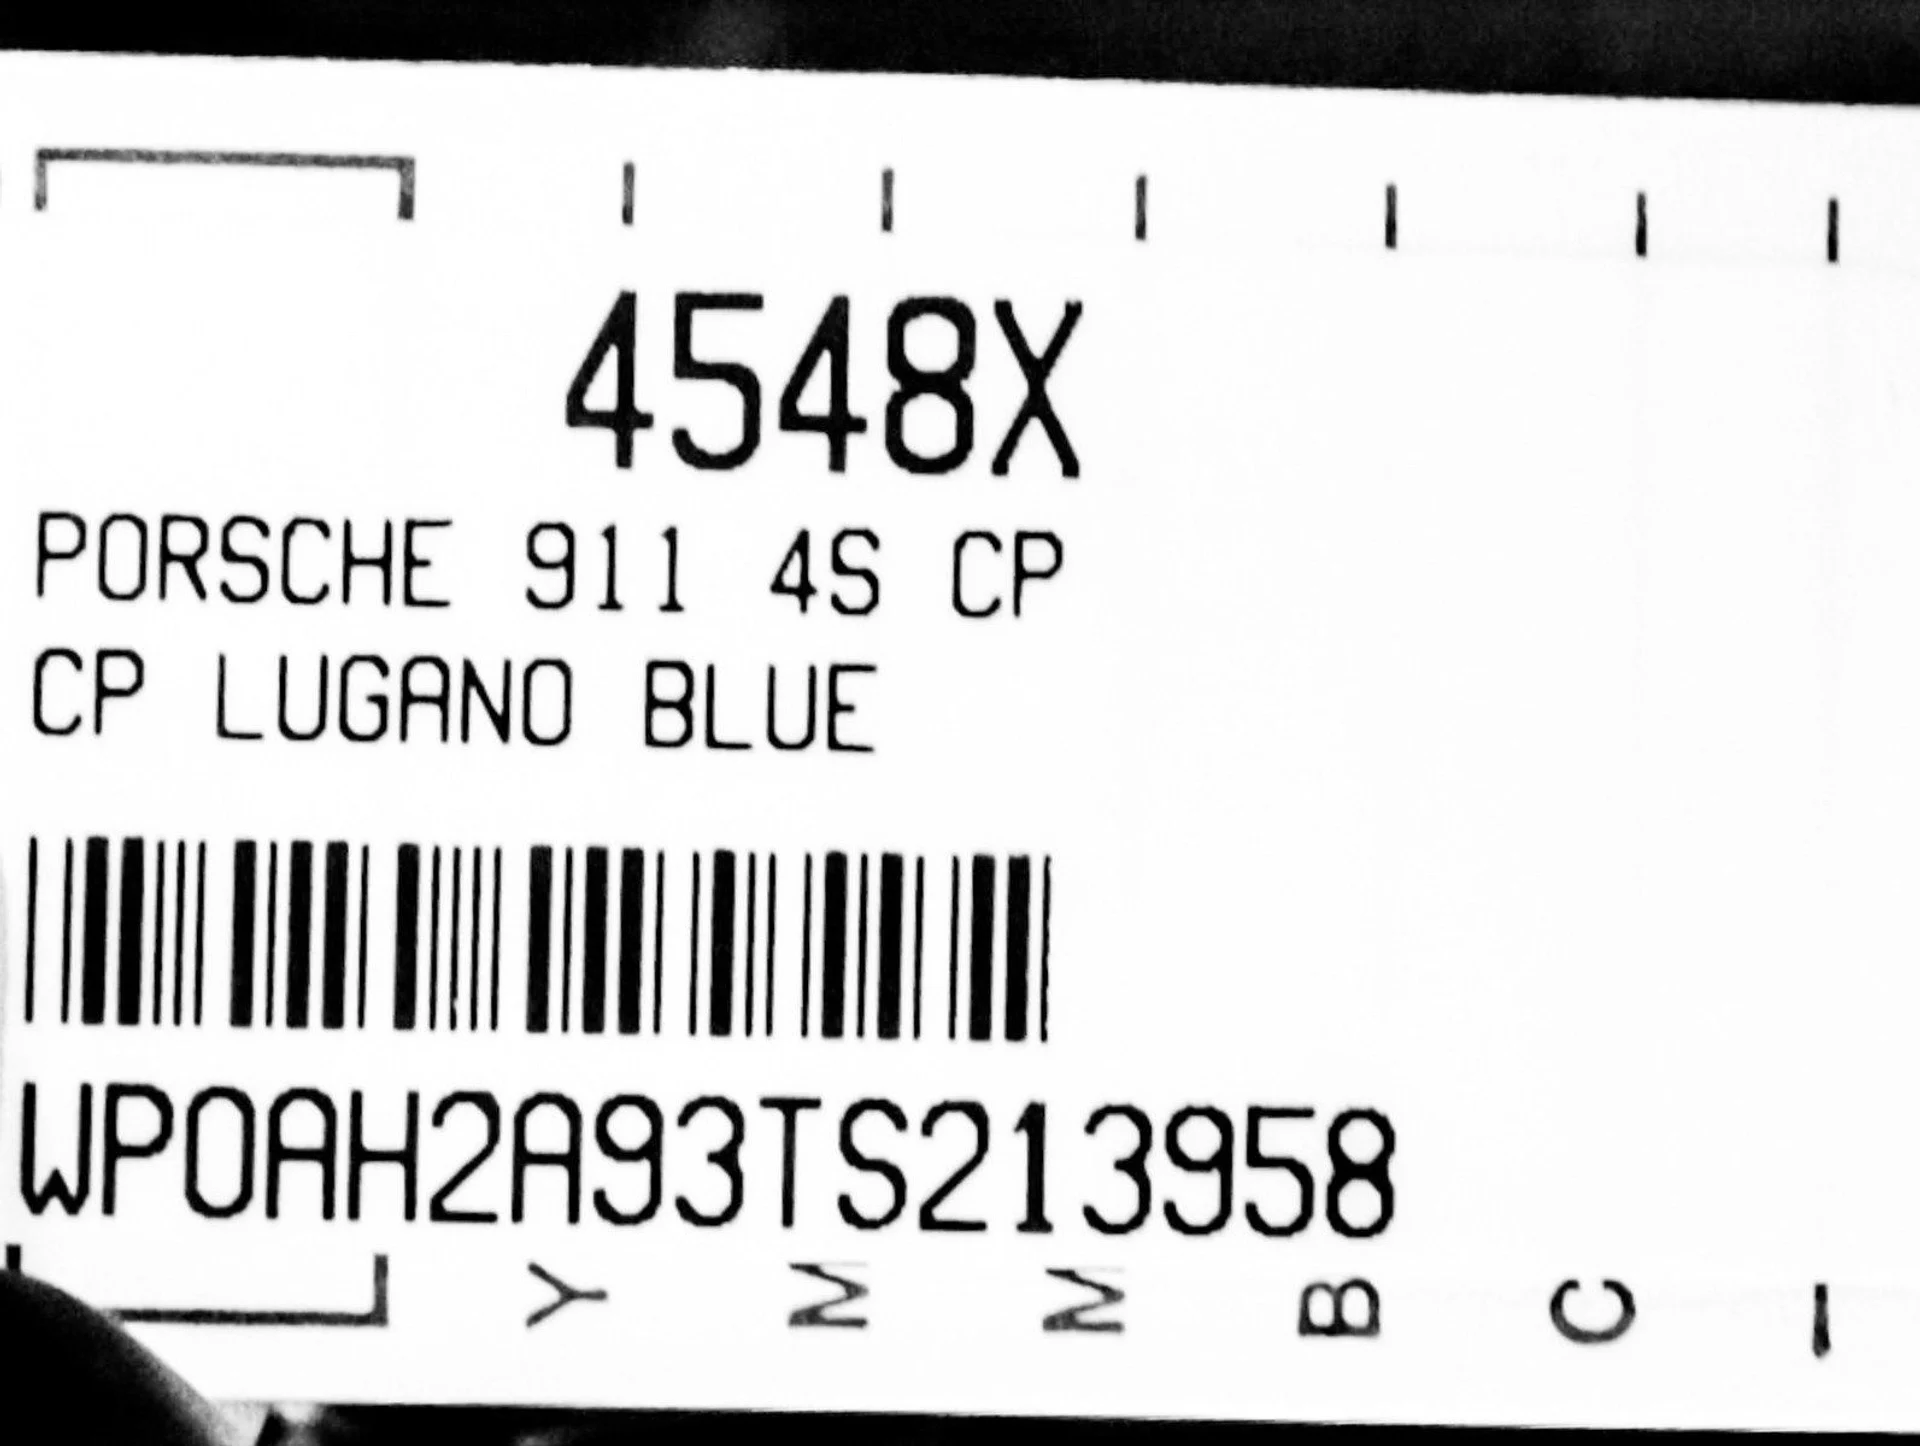 4548X
PORSCHE 911 4S CP
CP LUGANO BLUE
WP0AH2A93TS213958
Y M M B C